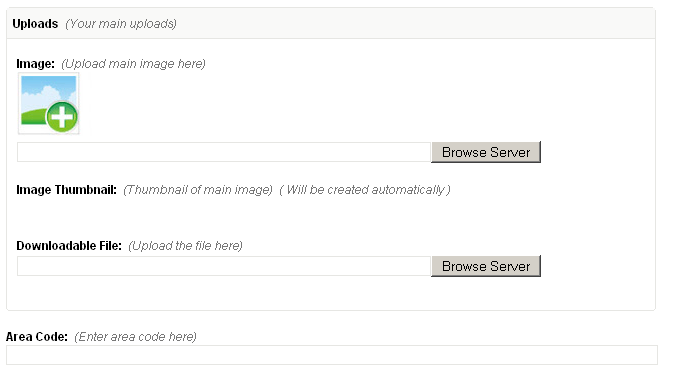 Uploads (Your main uploads)
Image: (Upload main image here)
Browse Server
Image Thumbnail: (Thumbnail of main image) ( Will be created automatically )
Downloadable File: (Upload the file here)
Browse Server
Area Code: (Enter area code here)